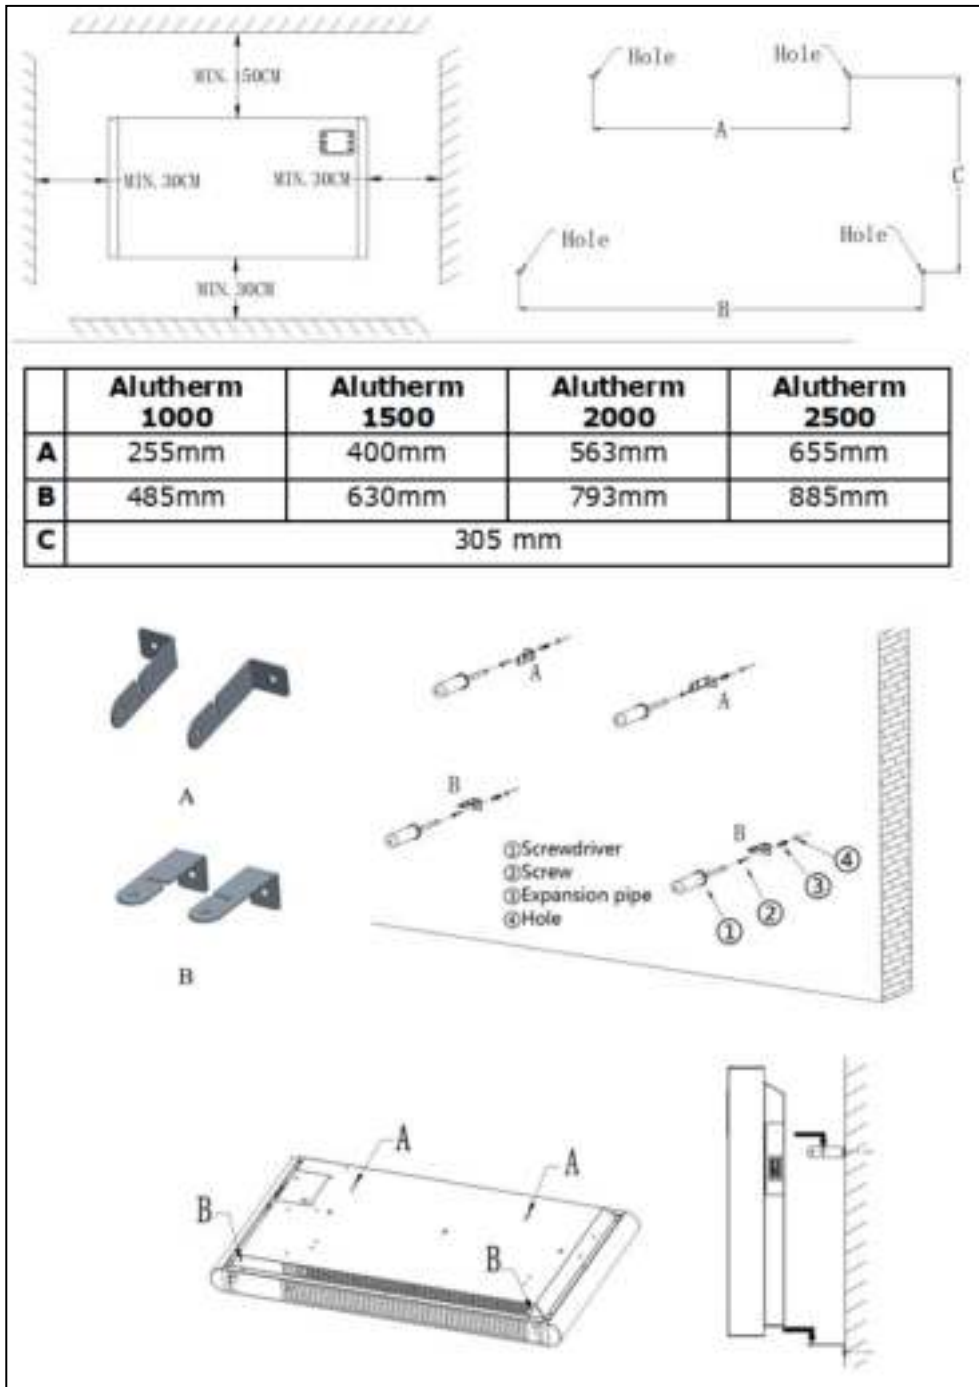 MIN. 50CM
MIN. 30CM
MIN. 30CM
MIN. 30CM
Hole
Hole
A
C
Hole
Hole
B
Alutherm 1000
Alutherm 1500
Alutherm 2000
Alutherm 2500
A 255mm 400mm 563mm 655mm
B 485mm 630mm 793mm 885mm
C 305 mm
A
B
A
A
B
B
①Screwdriver
②Screw
③Expansion pipe
④Hole
① ② ③ ④
A
A
B
B